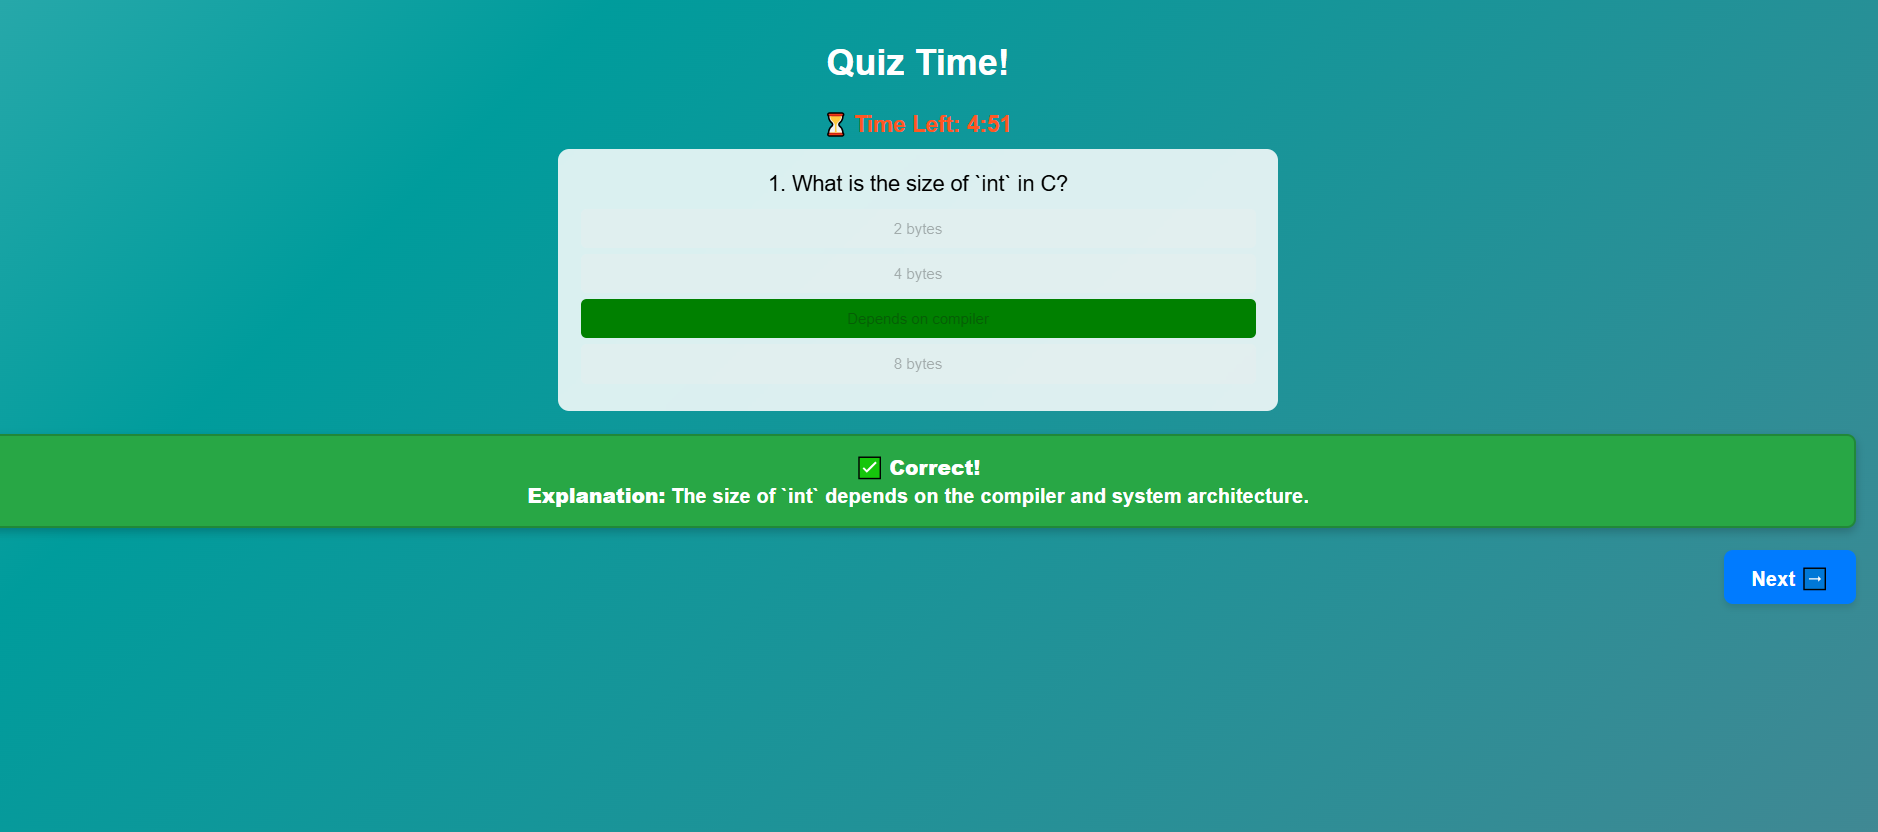 Quiz Time!
⏳ Time Left: 4:51
1. What is the size of `int` in C?
2 bytes
4 bytes
Depends on compiler
8 bytes
✅ Correct!
Explanation: The size of `int` depends on the compiler and system architecture.
Next ➡